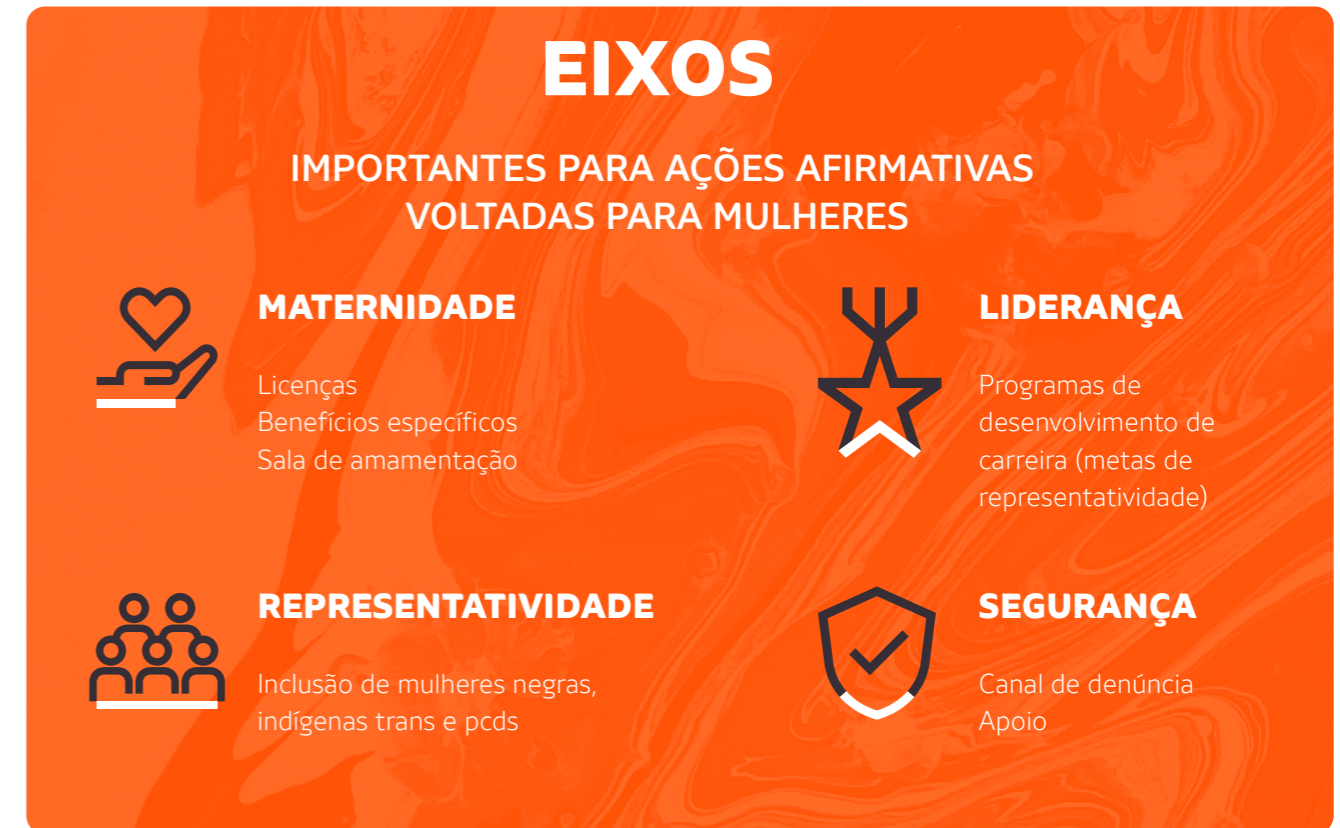 EIXOS
IMPORTANTES PARA AÇÕES AFIRMATIVAS
VOLTADAS PARA MULHERES
MATERNIDADE
Licenças
Benefícios específicos
Sala de amamentação
LIDERANÇA
Programas de
desenvolvimento de
carreira (metas de
representatividade)
REPRESENTATIVIDADE
Inclusão de mulheres negras,
indígenas trans e pcds
SEGURANÇA
Canal de denúncia
Apoio